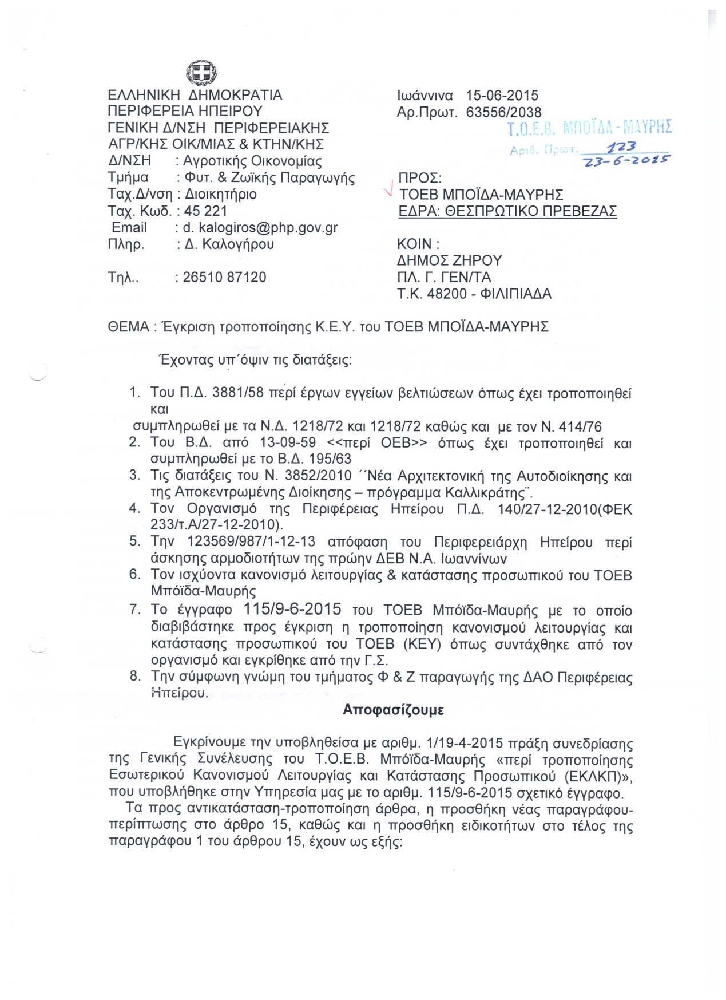 ΕΛΛΗΝΙΚΗ ΔΗΜΟΚΡΑΤΙΑ
ΠΕΡΙΦΕΡΕΙΑ ΗΠΕΙΡΟΥ
ΓΕΝΙΚΗ Δ/ΝΣΗ ΠΕΡΙΦΕΡΕΙΑΚΗΣ
ΑΓΡ/ΚΗΣ ΟΙΚ/ΜΙΑΣ & ΚΤΗΝ/ΚΗΣ
Δ/ΝΣΗ : Αγροτικής Οικονομίας
Τμήμα : Φυτ. & Ζωϊκής Παραγωγής
Ταχ.Δ/νση : Διοικητήριο
Ταχ. Κωδ. : 45 221
Email : d. kalogiros@php.gov.gr
Πληρ. : Δ. Καλογήρου
Τηλ.. : 26510 87120
Ιωάννινα 15-06-2015
Αρ.Πρωτ. 63556/2038
Τ.Ο.Ε.Β. ΜΠΟΪΔΑ-ΜΑΥΡΗΣ
Αριθ. Πρωτ. 123
23-6-2015
ΠΡΟΣ:
ΤΟΕΒ ΜΠΟΪΔΑ-ΜΑΥΡΗΣ
ΕΔΡΑ: ΘΕΣΠΡΩΤΙΚΟ ΠΡΕΒΕΖΑΣ
ΚΟΙΝ :
ΔΗΜΟΣ ΖΗΡΟΥ
ΠΛ. Γ. ΓΕΝ/ΤΑ
Τ.Κ. 48200 - ΦΙΛΙΠΙΑΔΑ
ΘΕΜΑ : Έγκριση τροποποίησης Κ.Ε.Υ. του ΤΟΕΒ ΜΠΟΪΔΑ-ΜΑΥΡΗΣ
Έχοντας υπ΄όψιν τις διατάξεις:
1. Του Π.Δ. 3881/58 περί έργων εγγείων βελτιώσεων όπως έχει τροποποιηθεί
και
συμπληρωθεί με τα Ν.Δ. 1218/72 και 1218/72 καθώς και με τον Ν. 414/76
2. Του Β.Δ. από 13-09-59 <<περί ΟΕΒ>> όπως έχει τροποποιηθεί και
συμπληρωθεί με το Β.Δ. 195/63
3. Τις διατάξεις του Ν. 3852/2010 ΄΄Νέα Αρχιτεκτονική της Αυτοδιοίκησης και
της Αποκεντρωμένης Διοίκησης – πρόγραμμα Καλλικράτης¨.
4. Τον Οργανισμό της Περιφέρειας Ηπείρου Π.Δ. 140/27-12-2010(ΦΕΚ
233/τ.Α/27-12-2010).
5. Την 123569/987/1-12-13 απόφαση του Περιφερειάρχη Ηπείρου περί
άσκησης αρμοδιοτήτων της πρώην ΔΕΒ Ν.Α. Ιωαννίνων
6. Τον ισχύοντα κανονισμό λειτουργίας & κατάστασης προσωπικού του ΤΟΕΒ
Μπόϊδα-Μαυρής
7. Το έγγραφο 115/9-6-2015 του ΤΟΕΒ Μπόϊδα-Μαυρής με το οποίο
διαβιβάστηκε προς έγκριση η τροποποίηση κανονισμού λειτουργίας και
κατάστασης προσωπικού του ΤΟΕΒ (ΚΕΥ) όπως συντάχθηκε από τον
οργανισμό και εγκρίθηκε από την Γ.Σ.
8. Την σύμφωνη γνώμη του τμήματος Φ & Ζ παραγωγής της ΔΑΟ Περιφέρειας
Ηπείρου.
Αποφασίζουμε
Εγκρίνουμε την υποβληθείσα με αριθμ. 1/19-4-2015 πράξη συνεδρίασης
της Γενικής Συνέλευσης του Τ.Ο.Ε.Β. Μπόϊδα-Μαυρής «περί τροποποίησης
Εσωτερικού Κανονισμού Λειτουργίας και Κατάστασης Προσωπικού (ΕΚΛΚΠ)»,
που υποβλήθηκε στην Υπηρεσία μας με το αριθμ. 115/9-6-2015 σχετικό έγγραφο.
Τα προς αντικατάσταση-τροποποίηση άρθρα, η προσθήκη νέας παραγράφου-
περίπτωσης στο άρθρο 15, καθώς και η προσθήκη ειδικοτήτων στο τέλος της
παραγράφου 1 του άρθρου 15, έχουν ως εξής: